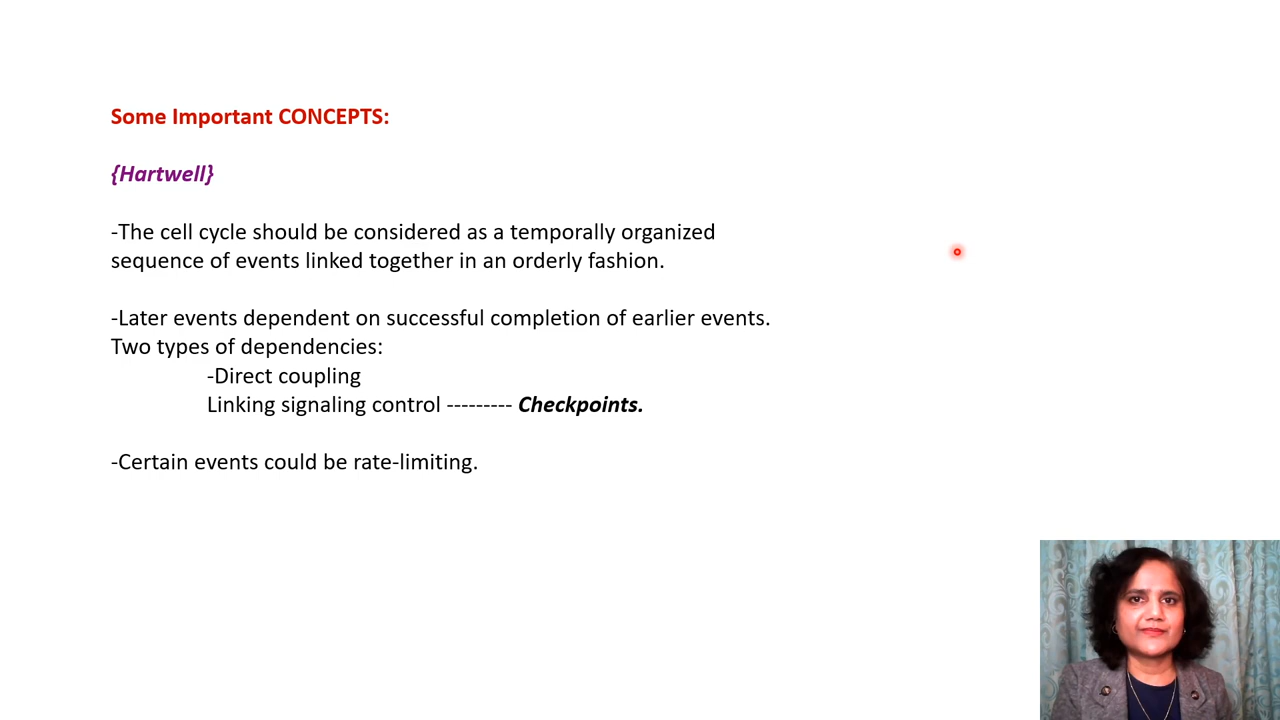 Some Important CONCEPTS:
{Hartwell}
-The cell cycle should be considered as a temporally organized
sequence of events linked together in an orderly fashion.
-Later events dependent on successful completion of earlier events.
Two types of dependencies:
-Direct coupling
Linking signaling control --------- Checkpoints.
-Certain events could be rate-limiting.